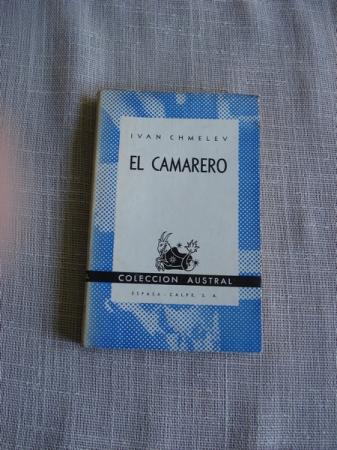 IVAN CHMELEV
EL CAMARERO
COLECCION AUSTRAL
ESPASA-CALPE, S. A.